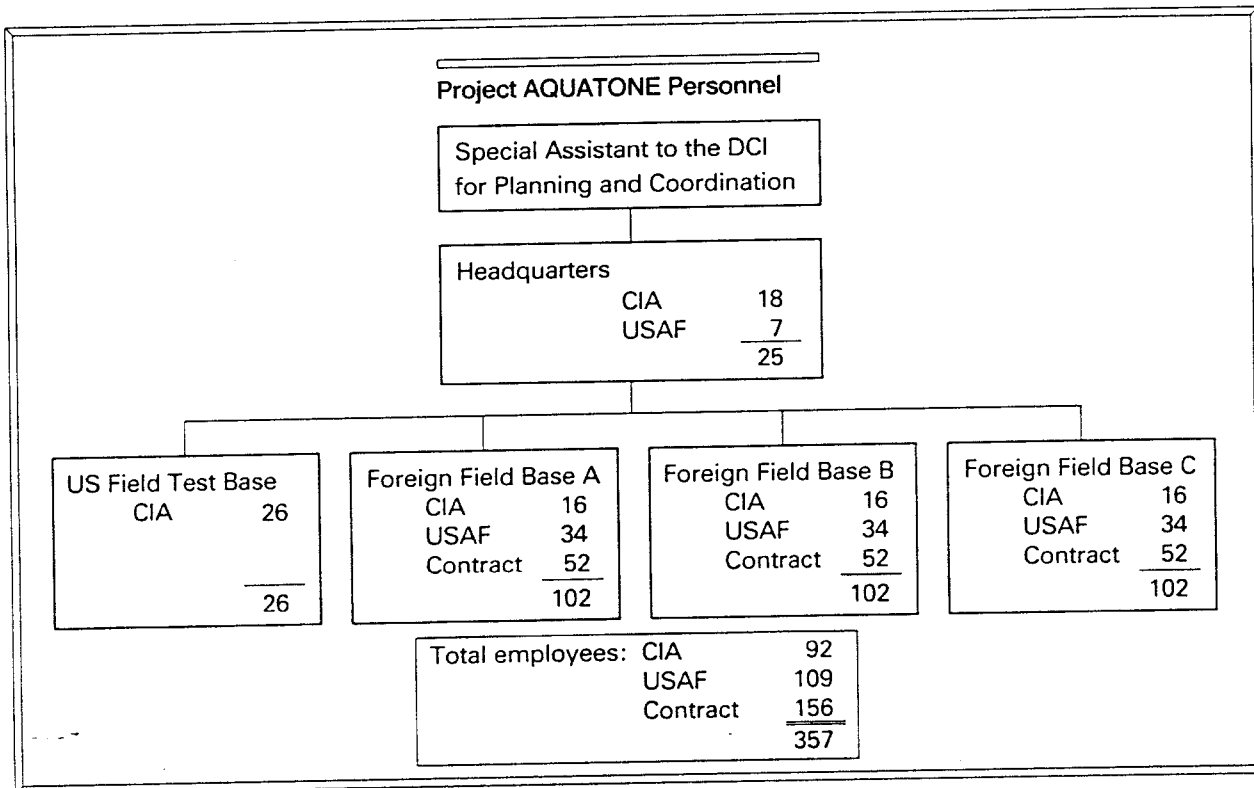 Project AQUATONE Personnel
Special Assistant to the DCI
for Planning and Coordination
Headquarters
CIA 18
USAF 7
25
US Field Test Base
CIA 26
26
Foreign Field Base A
CIA 16
USAF 34
Contract 52
102
Foreign Field Base B
CIA 16
USAF 34
Contract 52
102
Foreign Field Base C
CIA 16
USAF 34
Contract 52
102
Total employees: CIA 92
USAF 109
Contract 156
357